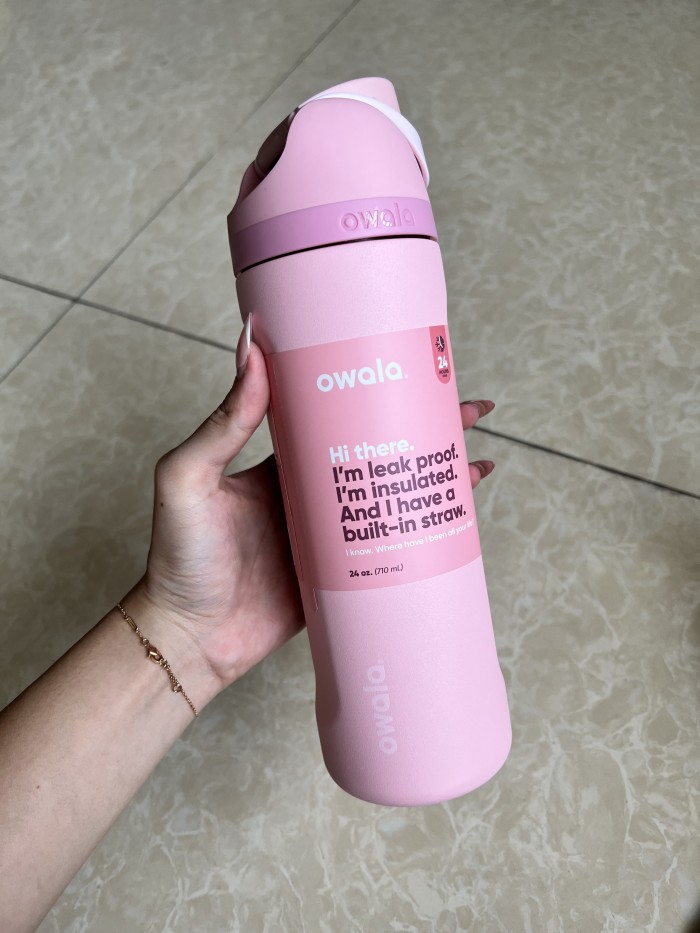 owala
owala.
24
Hi there.
I'm leak proof.
I'm insulated.
And I have a
built-in straw.
I know. Where have I been all your life?
24 oz. (710 mL)
owala.